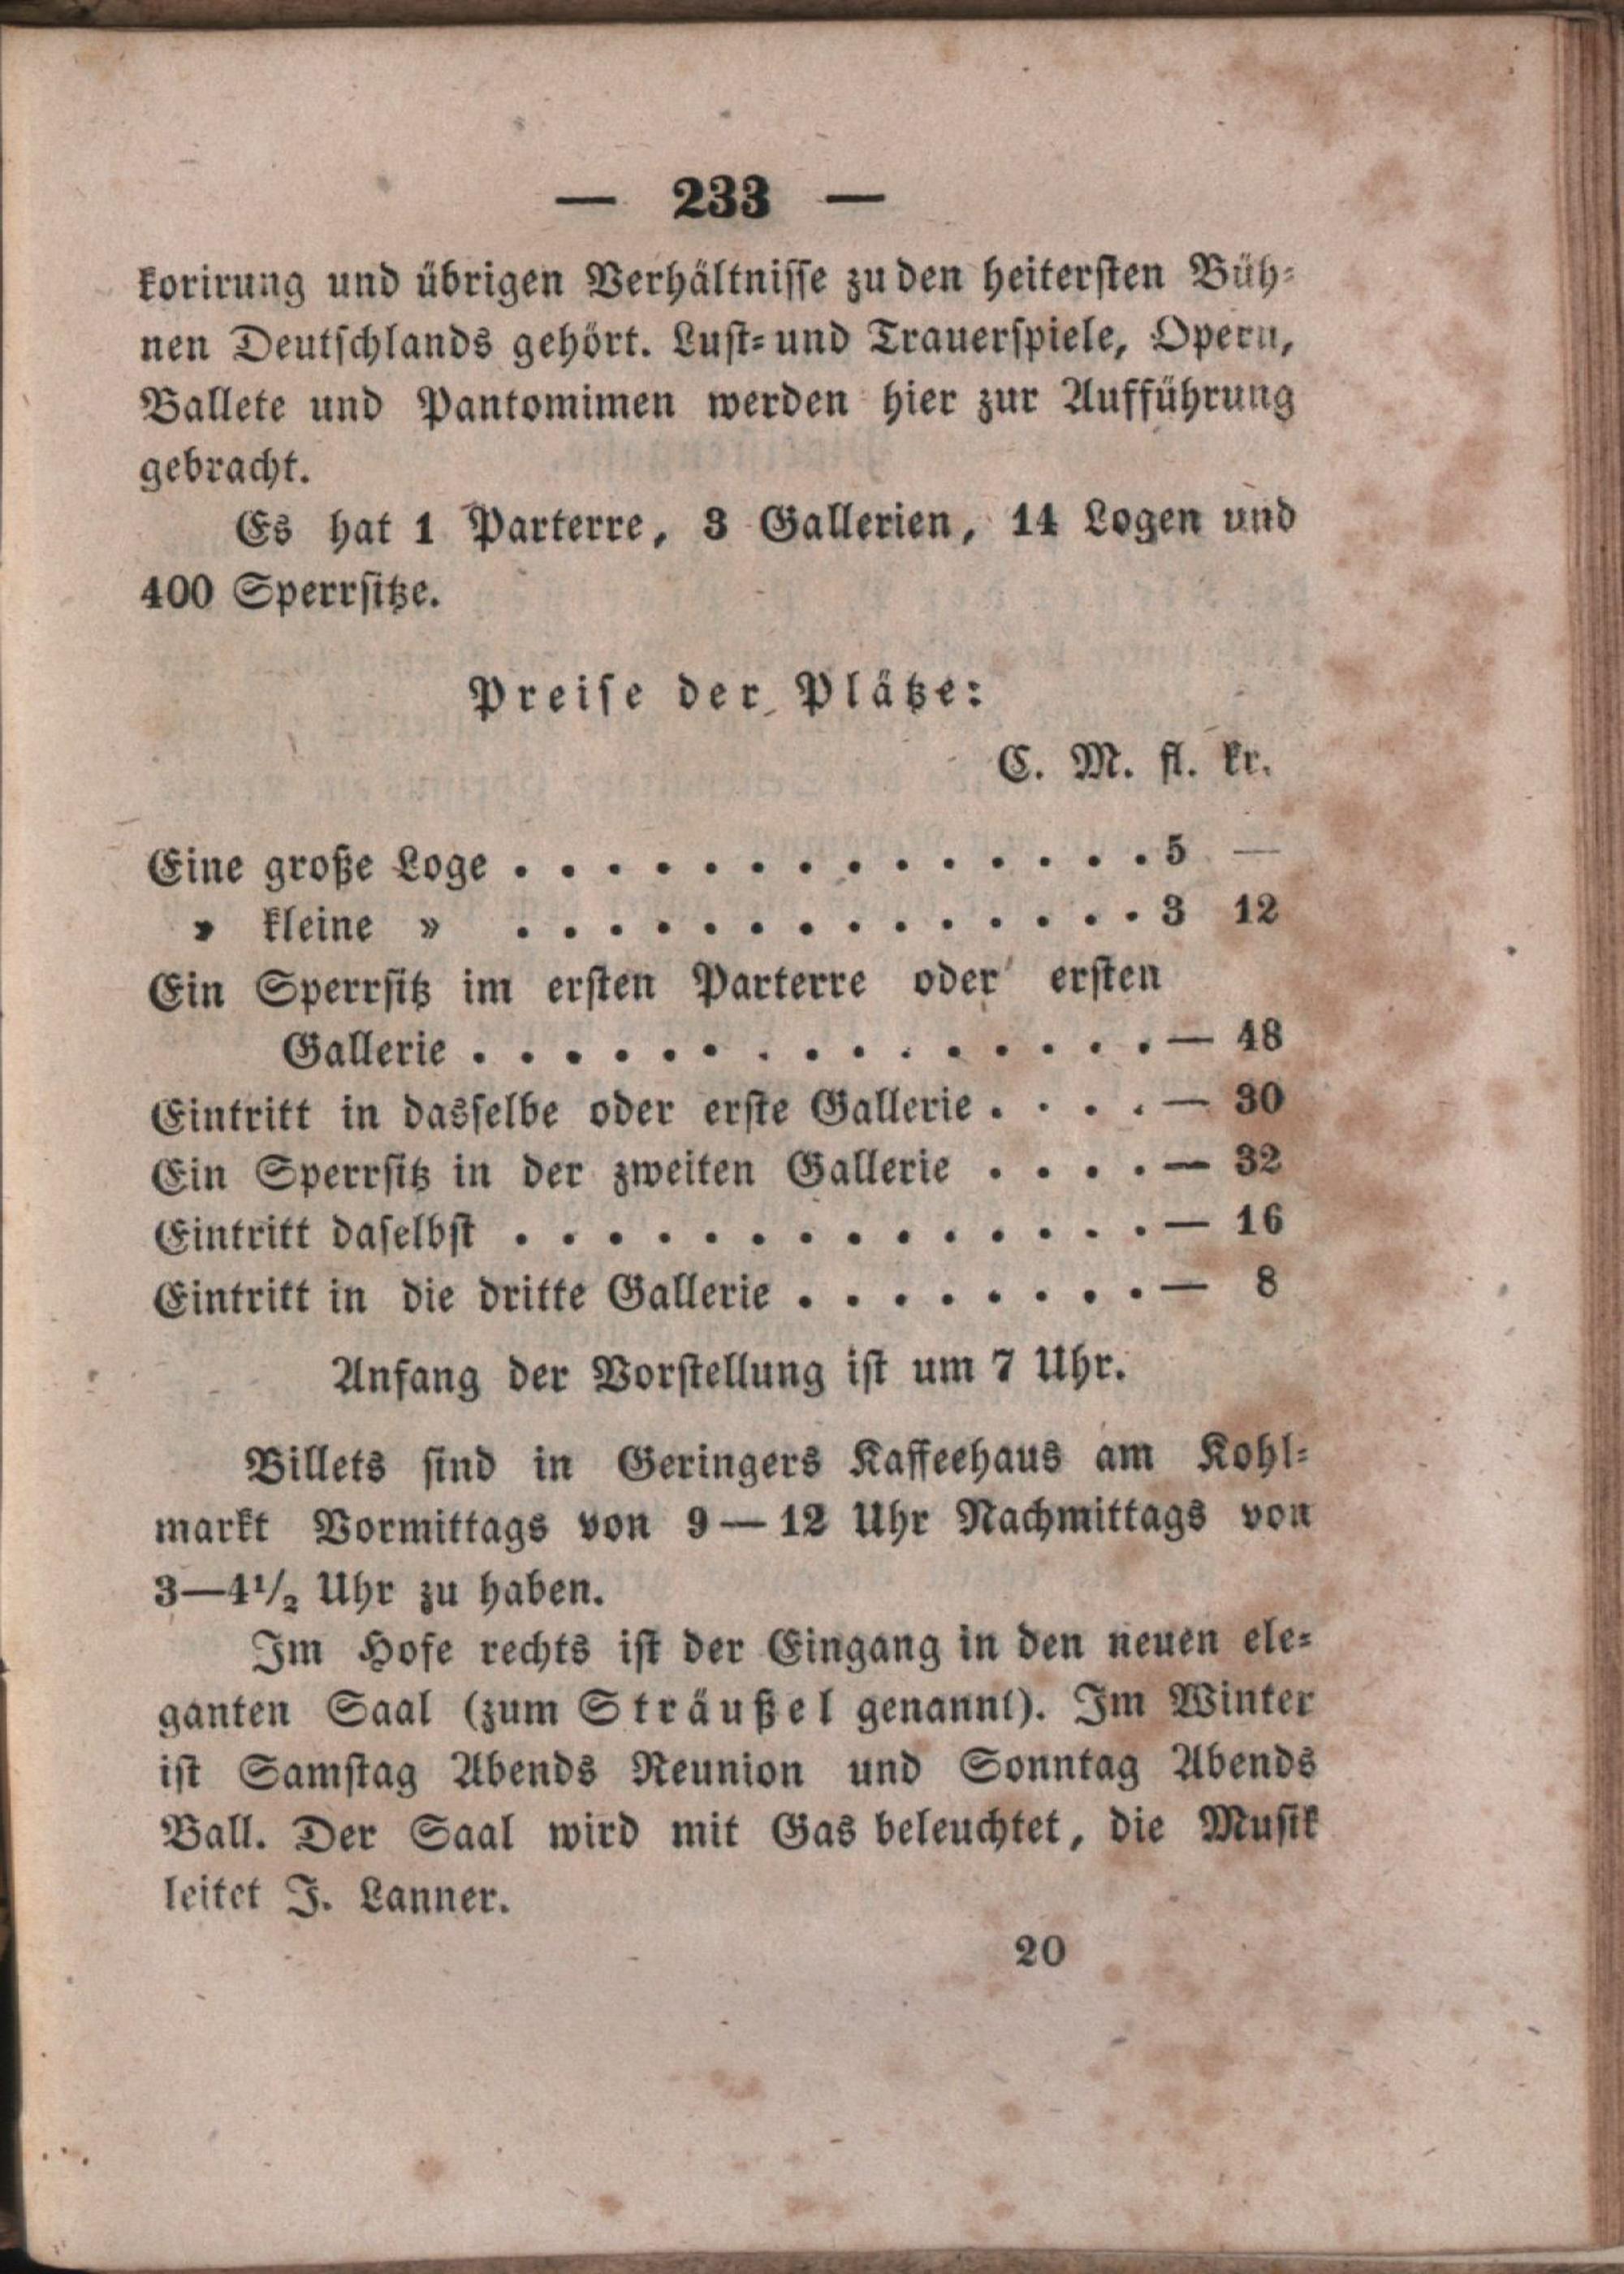 — 233 —
korirung und übrigen Verhältnisse zu den heitersten Büh-
nen Deutschlands gehört. Lust- und Trauerspiele, Opern,
Ballete und Pantomimen werden hier zur Aufführung
gebracht.
Es hat 1 Parterre, 3 Gallerien, 14 Logen und
400 Sperrsitze.
Preise der Plätze:
C. M. fl. kr.
Eine große Loge . . . . . . . . . . . . . . 5 —
» kleine » . . . . . . . . . . . . . . 3 12
Ein Sperrsitz im ersten Parterre oder ersten
Gallerie . . . . . . . . . . . . . . . — 48
Eintritt in dasselbe oder erste Gallerie . . . . — 30
Ein Sperrsitz in der zweiten Gallerie . . . . — 32
Eintritt daselbst . . . . . . . . . . . . . . — 16
Eintritt in die dritte Gallerie . . . . . . . . — 8
Anfang der Vorstellung ist um 7 Uhr.
Billets sind in Geringers Kaffeehaus am Kohl-
markt Vormittags von 9 — 12 Uhr Nachmittags von
3—4½ Uhr zu haben.
Im Hofe rechts ist der Eingang in den neuen ele-
ganten Saal (zum Sträußel genannt). Im Winter
ist Samstag Abends Reunion und Sonntag Abends
Ball. Der Saal wird mit Gas beleuchtet, die Musik
leitet J. Lanner.
20